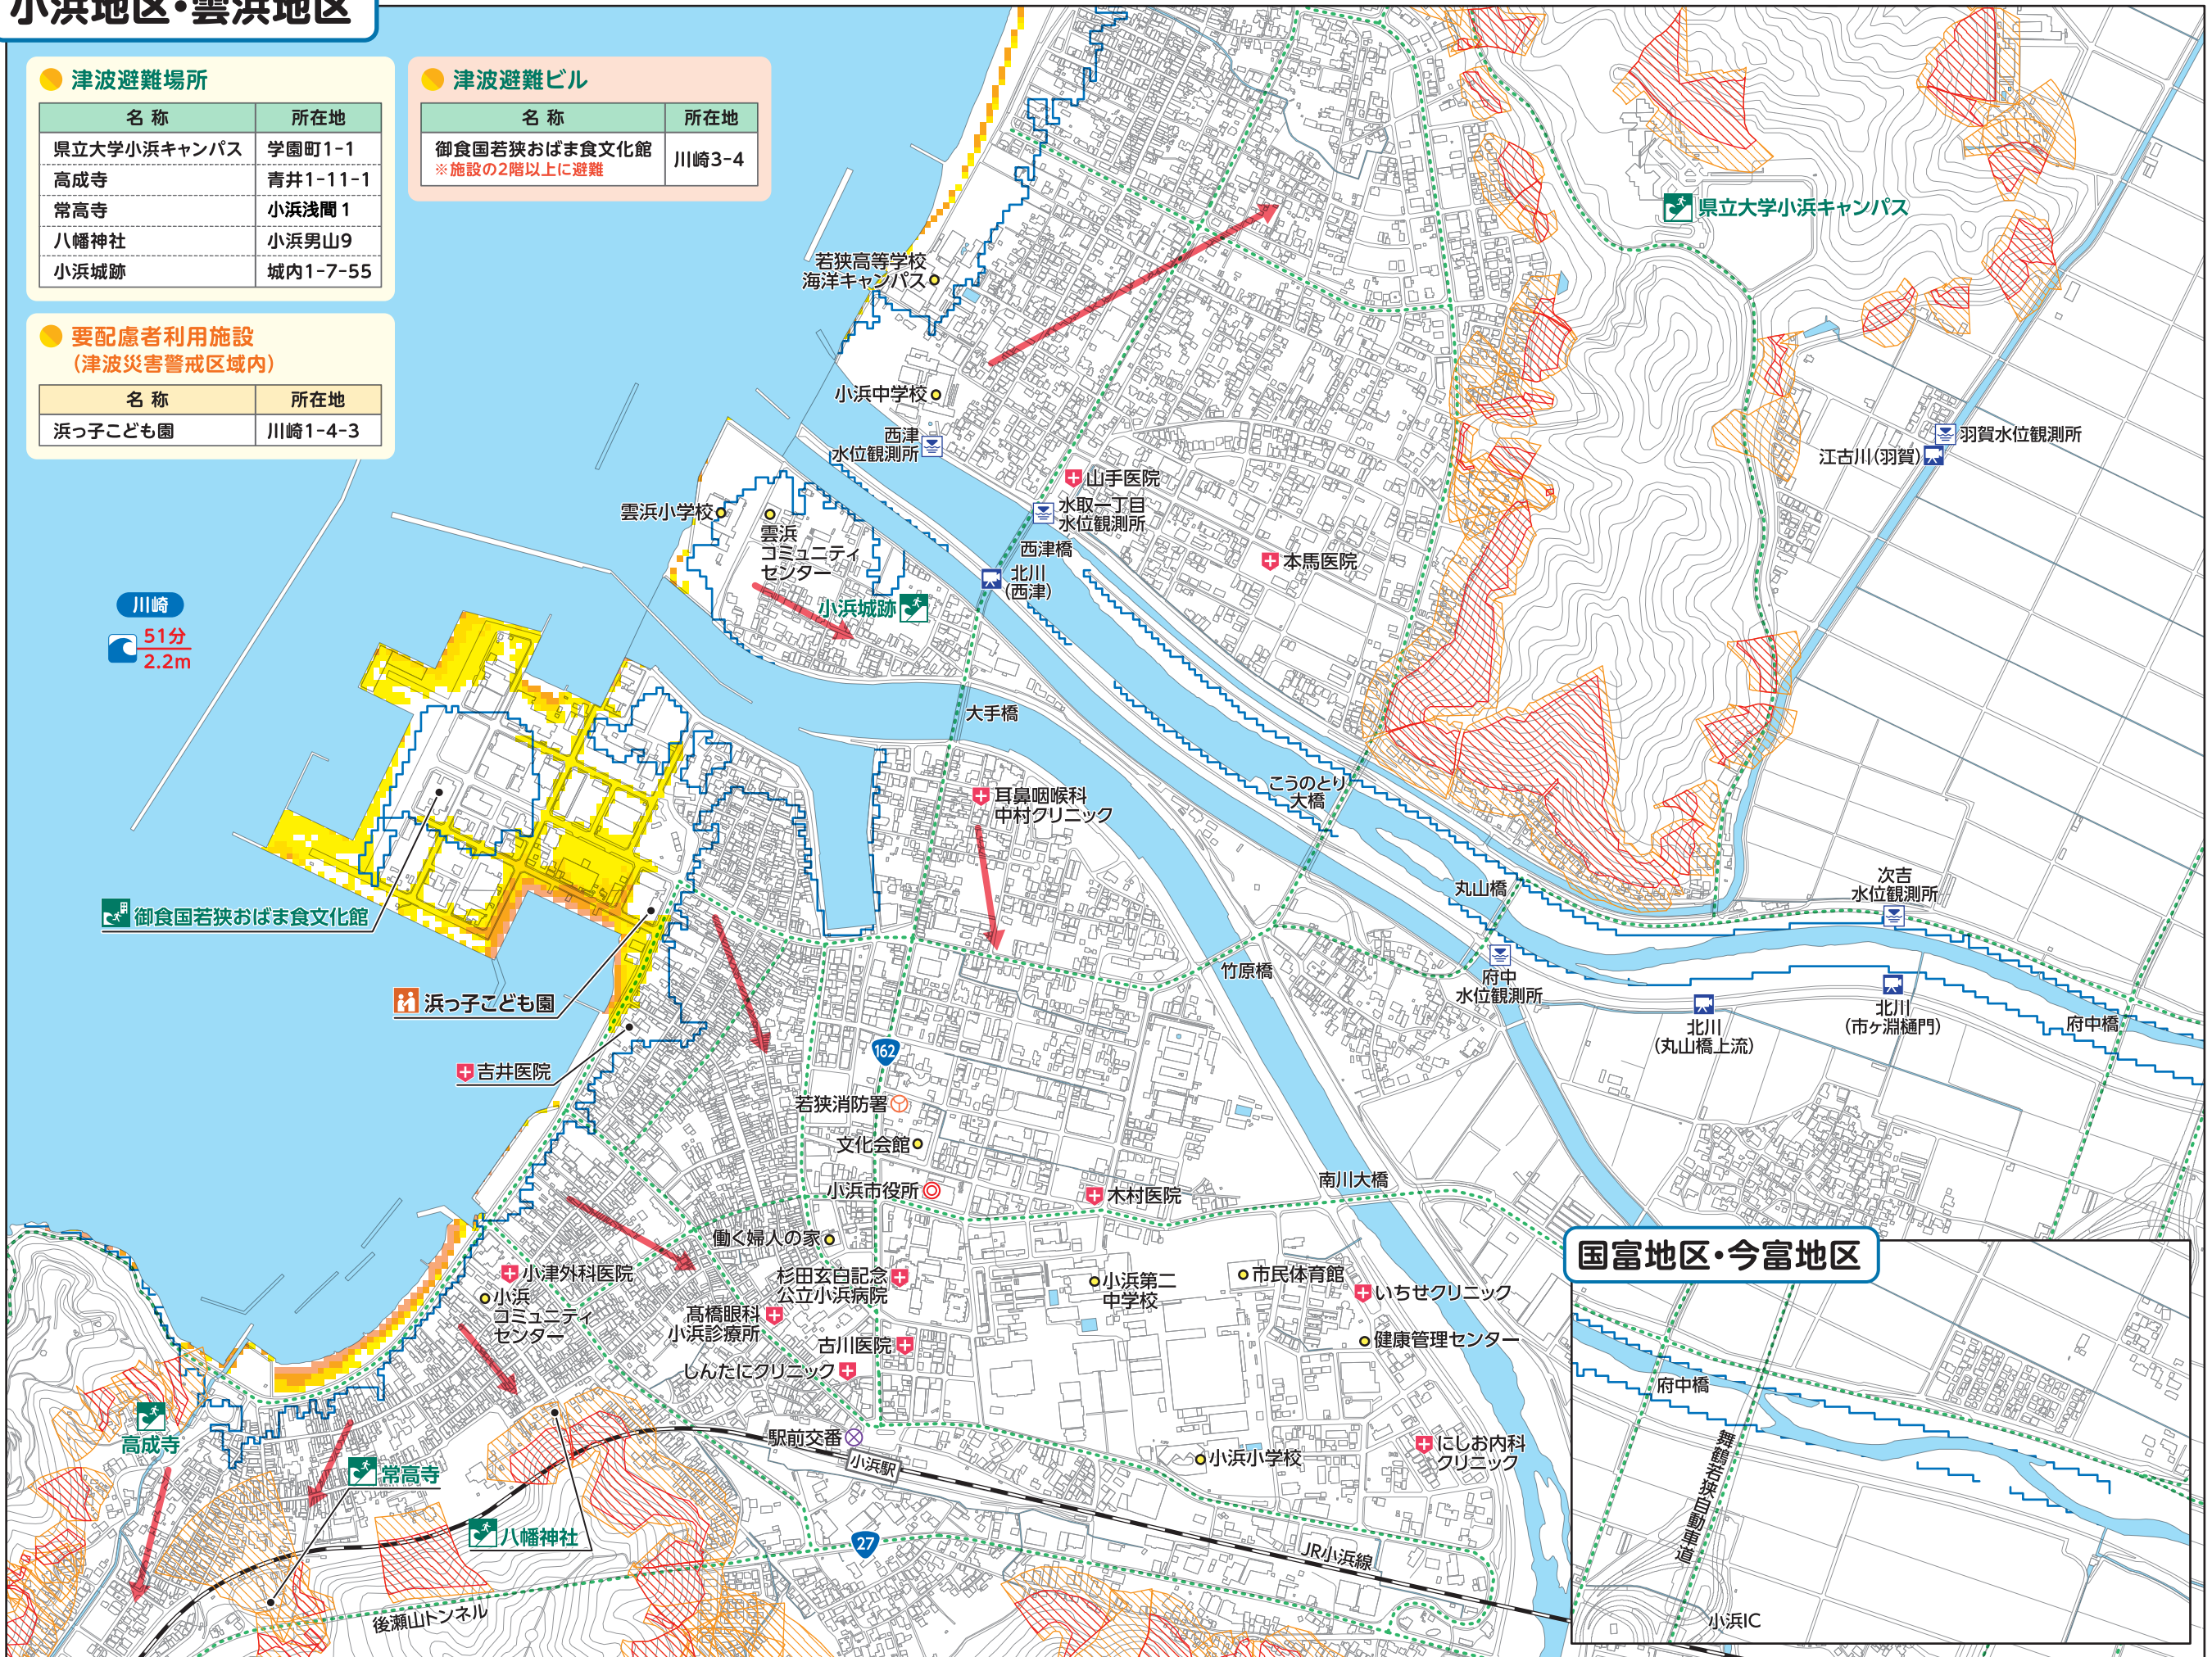 小浜地区・雲浜地区
津波避難場所
名 称 所在地
県立大学小浜キャンパス 学園町1-1
高成寺 青井1-11-1
常高寺 小浜浅間1
八幡神社 小浜男山9
小浜城跡 城内1-7-55
津波避難ビル
名 称 所在地
御食国若狭おばま食文化館 川崎3-4
※施設の2階以上に避難
要配慮者利用施設
(津波災害警戒区域内)
名 称 所在地
浜っ子こども園 川崎1-4-3
県立大学小浜キャンパス
若狭高等学校
海洋キャンパス
小浜中学校
西津
水位観測所
羽賀水位観測所
江古川(羽賀)
山手医院
水取一丁目
水位観測所
雲浜小学校
雲浜
コミュニティ
センター
西津橋
本馬医院
北川
(西津)
小浜城跡
川崎
51分
2.2m
大手橋
こうのとり
大橋
耳鼻咽喉科
中村クリニック
丸山橋
次吉
水位観測所
御食国若狭おばま食文化館
竹原橋
府中
水位観測所
浜っ子こども園
北川
(丸山橋上流)
北川
(市ヶ淵樋門)
府中橋
162
吉井医院
若狭消防署
文化会館
南川大橋
小浜市役所
木村医院
働く婦人の家
国富地区・今富地区
小津外科医院
杉田玄白記念
公立小浜病院
小浜第二
中学校
市民体育館
いちせクリニック
小浜
コミュニティ
センター
髙橋眼科
小浜診療所
古川医院
健康管理センター
しんたにクリニック
府中橋
高成寺
駅前交番
小浜駅
小浜小学校
にしお内科
クリニック
常高寺
舞鶴若狭自動車道
八幡神社
27
JR小浜線
後瀬山トンネル
小浜IC